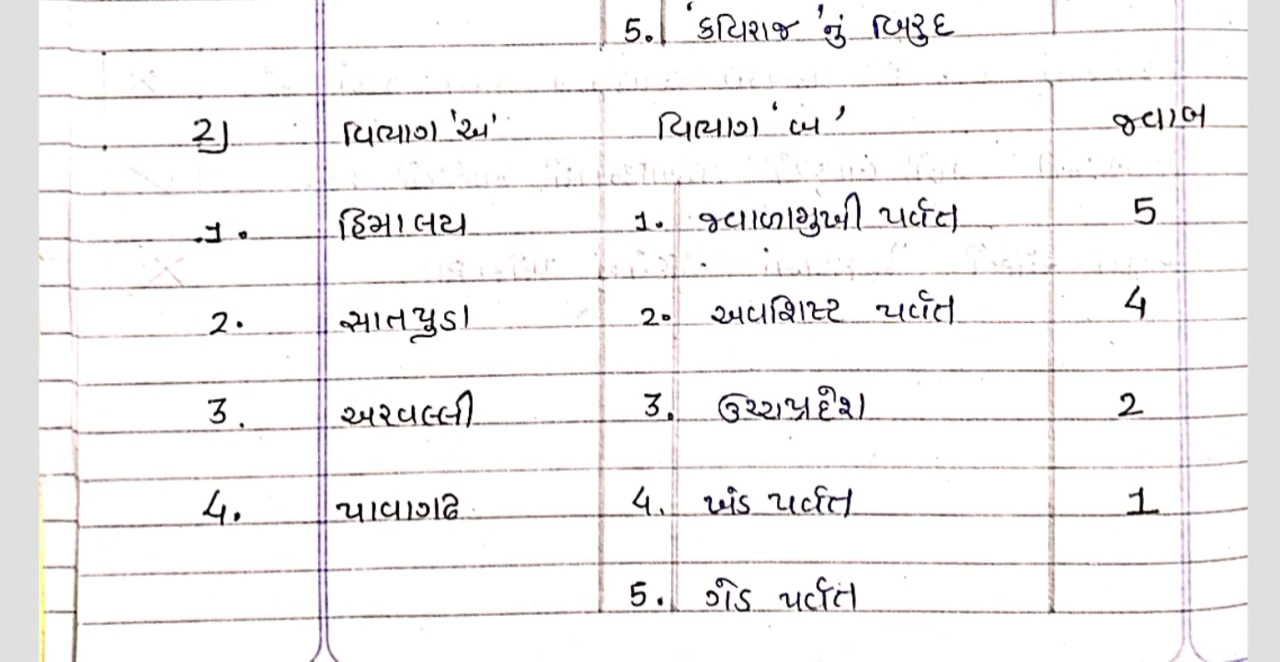 5. 'કવિરાજ'નું બિરુદ
2) વિભાગ 'અ' વિભાગ 'બ' જવાબ
1. હિમાલય 1. જ્વાળામુખી પર્વત 5
2. સાતપુડા 2. અવશિષ્ટ પર્વત 4
3. અરવલ્લી 3. ઉચ્ચપ્રદેશ 2
4. પાવાગઢ 4. ખંડ પર્વત 1
5. ગેડ પર્વત